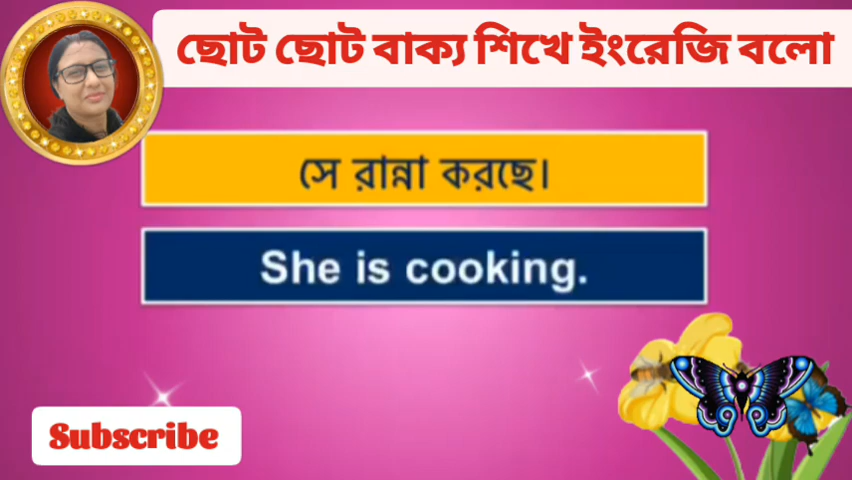 ছোট ছোট বাক্য শিখে ইংরেজি বলো
সে রান্না করছে।
She is cooking.
Subscribe